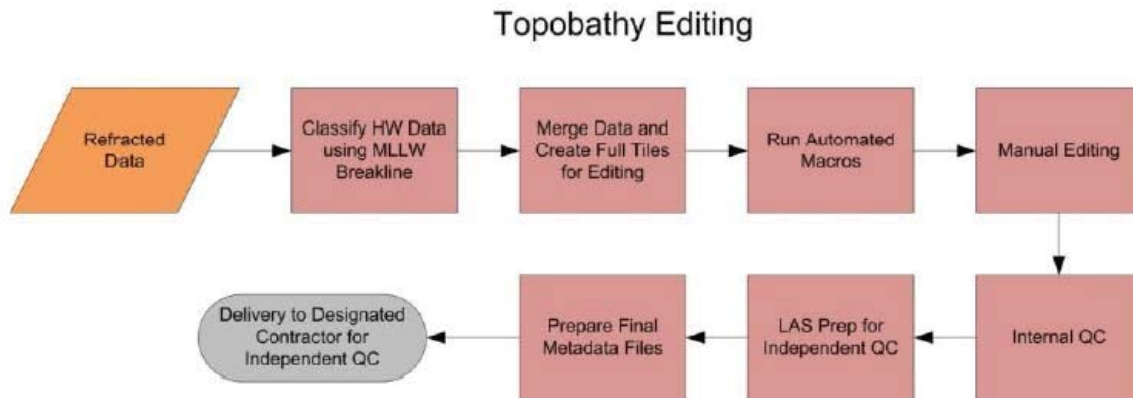 Topobathy Editing
Refracted
Data
Classify HW Data
using MLLW
Breakline
Merge Data and
Create Full Tiles
for Editing
Run Automated
Macros
Manual Editing
Internal QC
LAS Prep for
Independent QC
Prepare Final
Metadata Files
Delivery to Designated
Contractor for
Independent QC